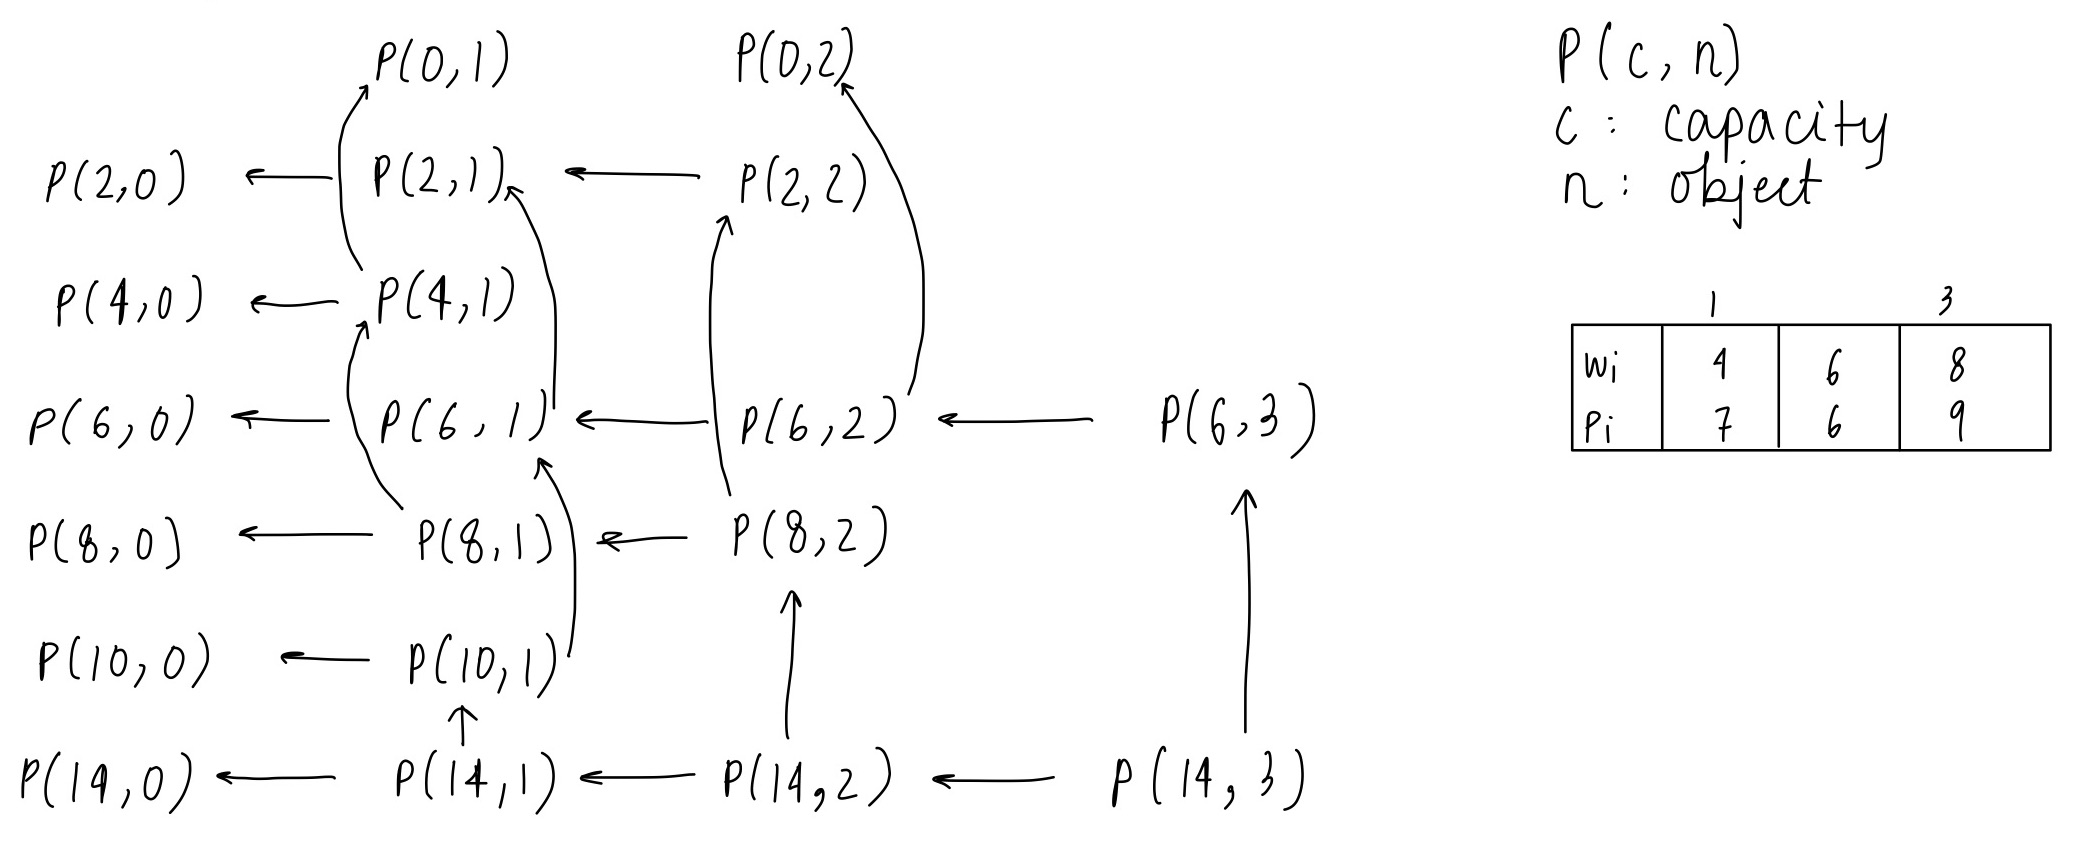 P(0,1) P(0,2)
P(2,0) P(2,1) P(2,2)
P(4,0) P(4,1)
P(6,0) P(6,1) P(6,2) P(6,3)
P(8,0) P(8,1) P(8,2)
P(10,0) P(10,1)
P(14,0) P(14,1) P(14,2) P(14,3)
P(c,n)
c: capacity
n: object
1 3
wi 4 6 8
Pi 7 6 9